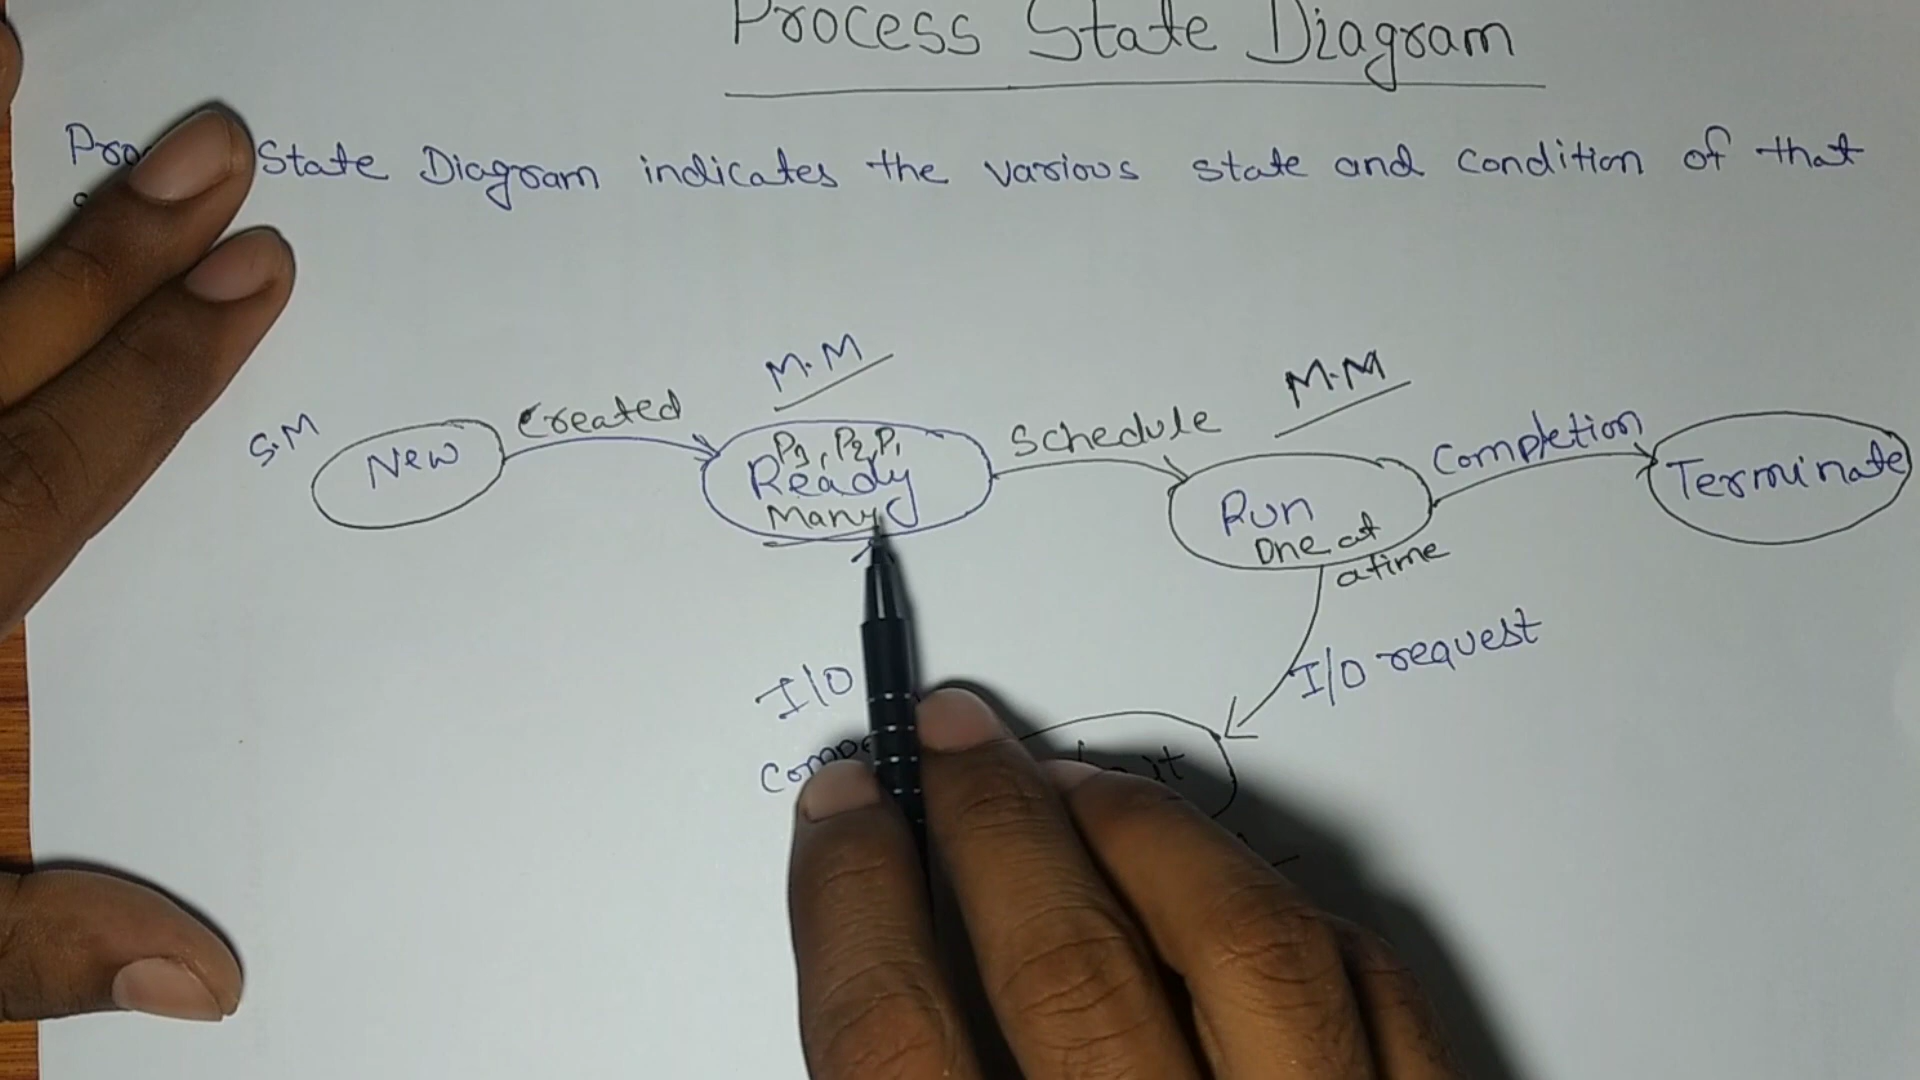 Process State Diagram
State Diagram indicates the various state and condition of that
M.M
M.M
S.M
New
Created
P3, P2, P1
Ready
Many
Schedule
Run
One at
a time
Completion
Terminate
I/O request
I/O